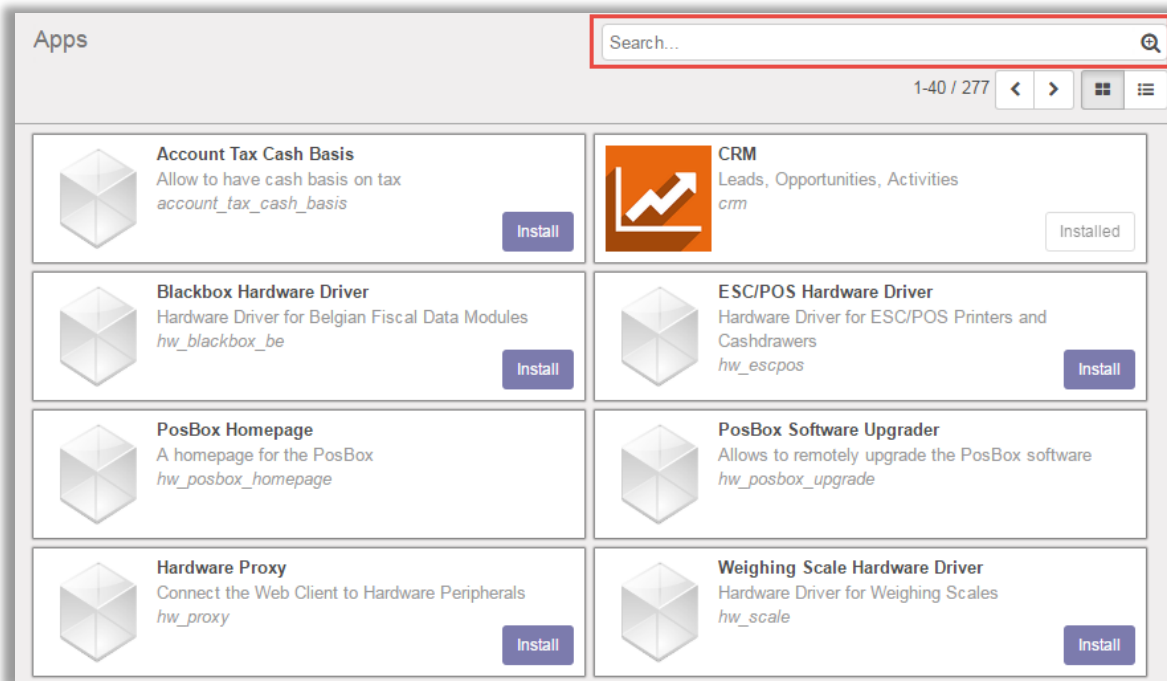 Apps
Search...
1-40 / 277
Account Tax Cash Basis
Allow to have cash basis on tax
account_tax_cash_basis
Install
CRM
Leads, Opportunities, Activities
crm
Installed
Blackbox Hardware Driver
Hardware Driver for Belgian Fiscal Data Modules
hw_blackbox_be
Install
ESC/POS Hardware Driver
Hardware Driver for ESC/POS Printers and
Cashdrawers
hw_escpos
Install
PosBox Homepage
A homepage for the PosBox
hw_posbox_homepage
PosBox Software Upgrader
Allows to remotely upgrade the PosBox software
hw_posbox_upgrade
Hardware Proxy
Connect the Web Client to Hardware Peripherals
hw_proxy
Install
Weighing Scale Hardware Driver
Hardware Driver for Weighing Scales
hw_scale
Install